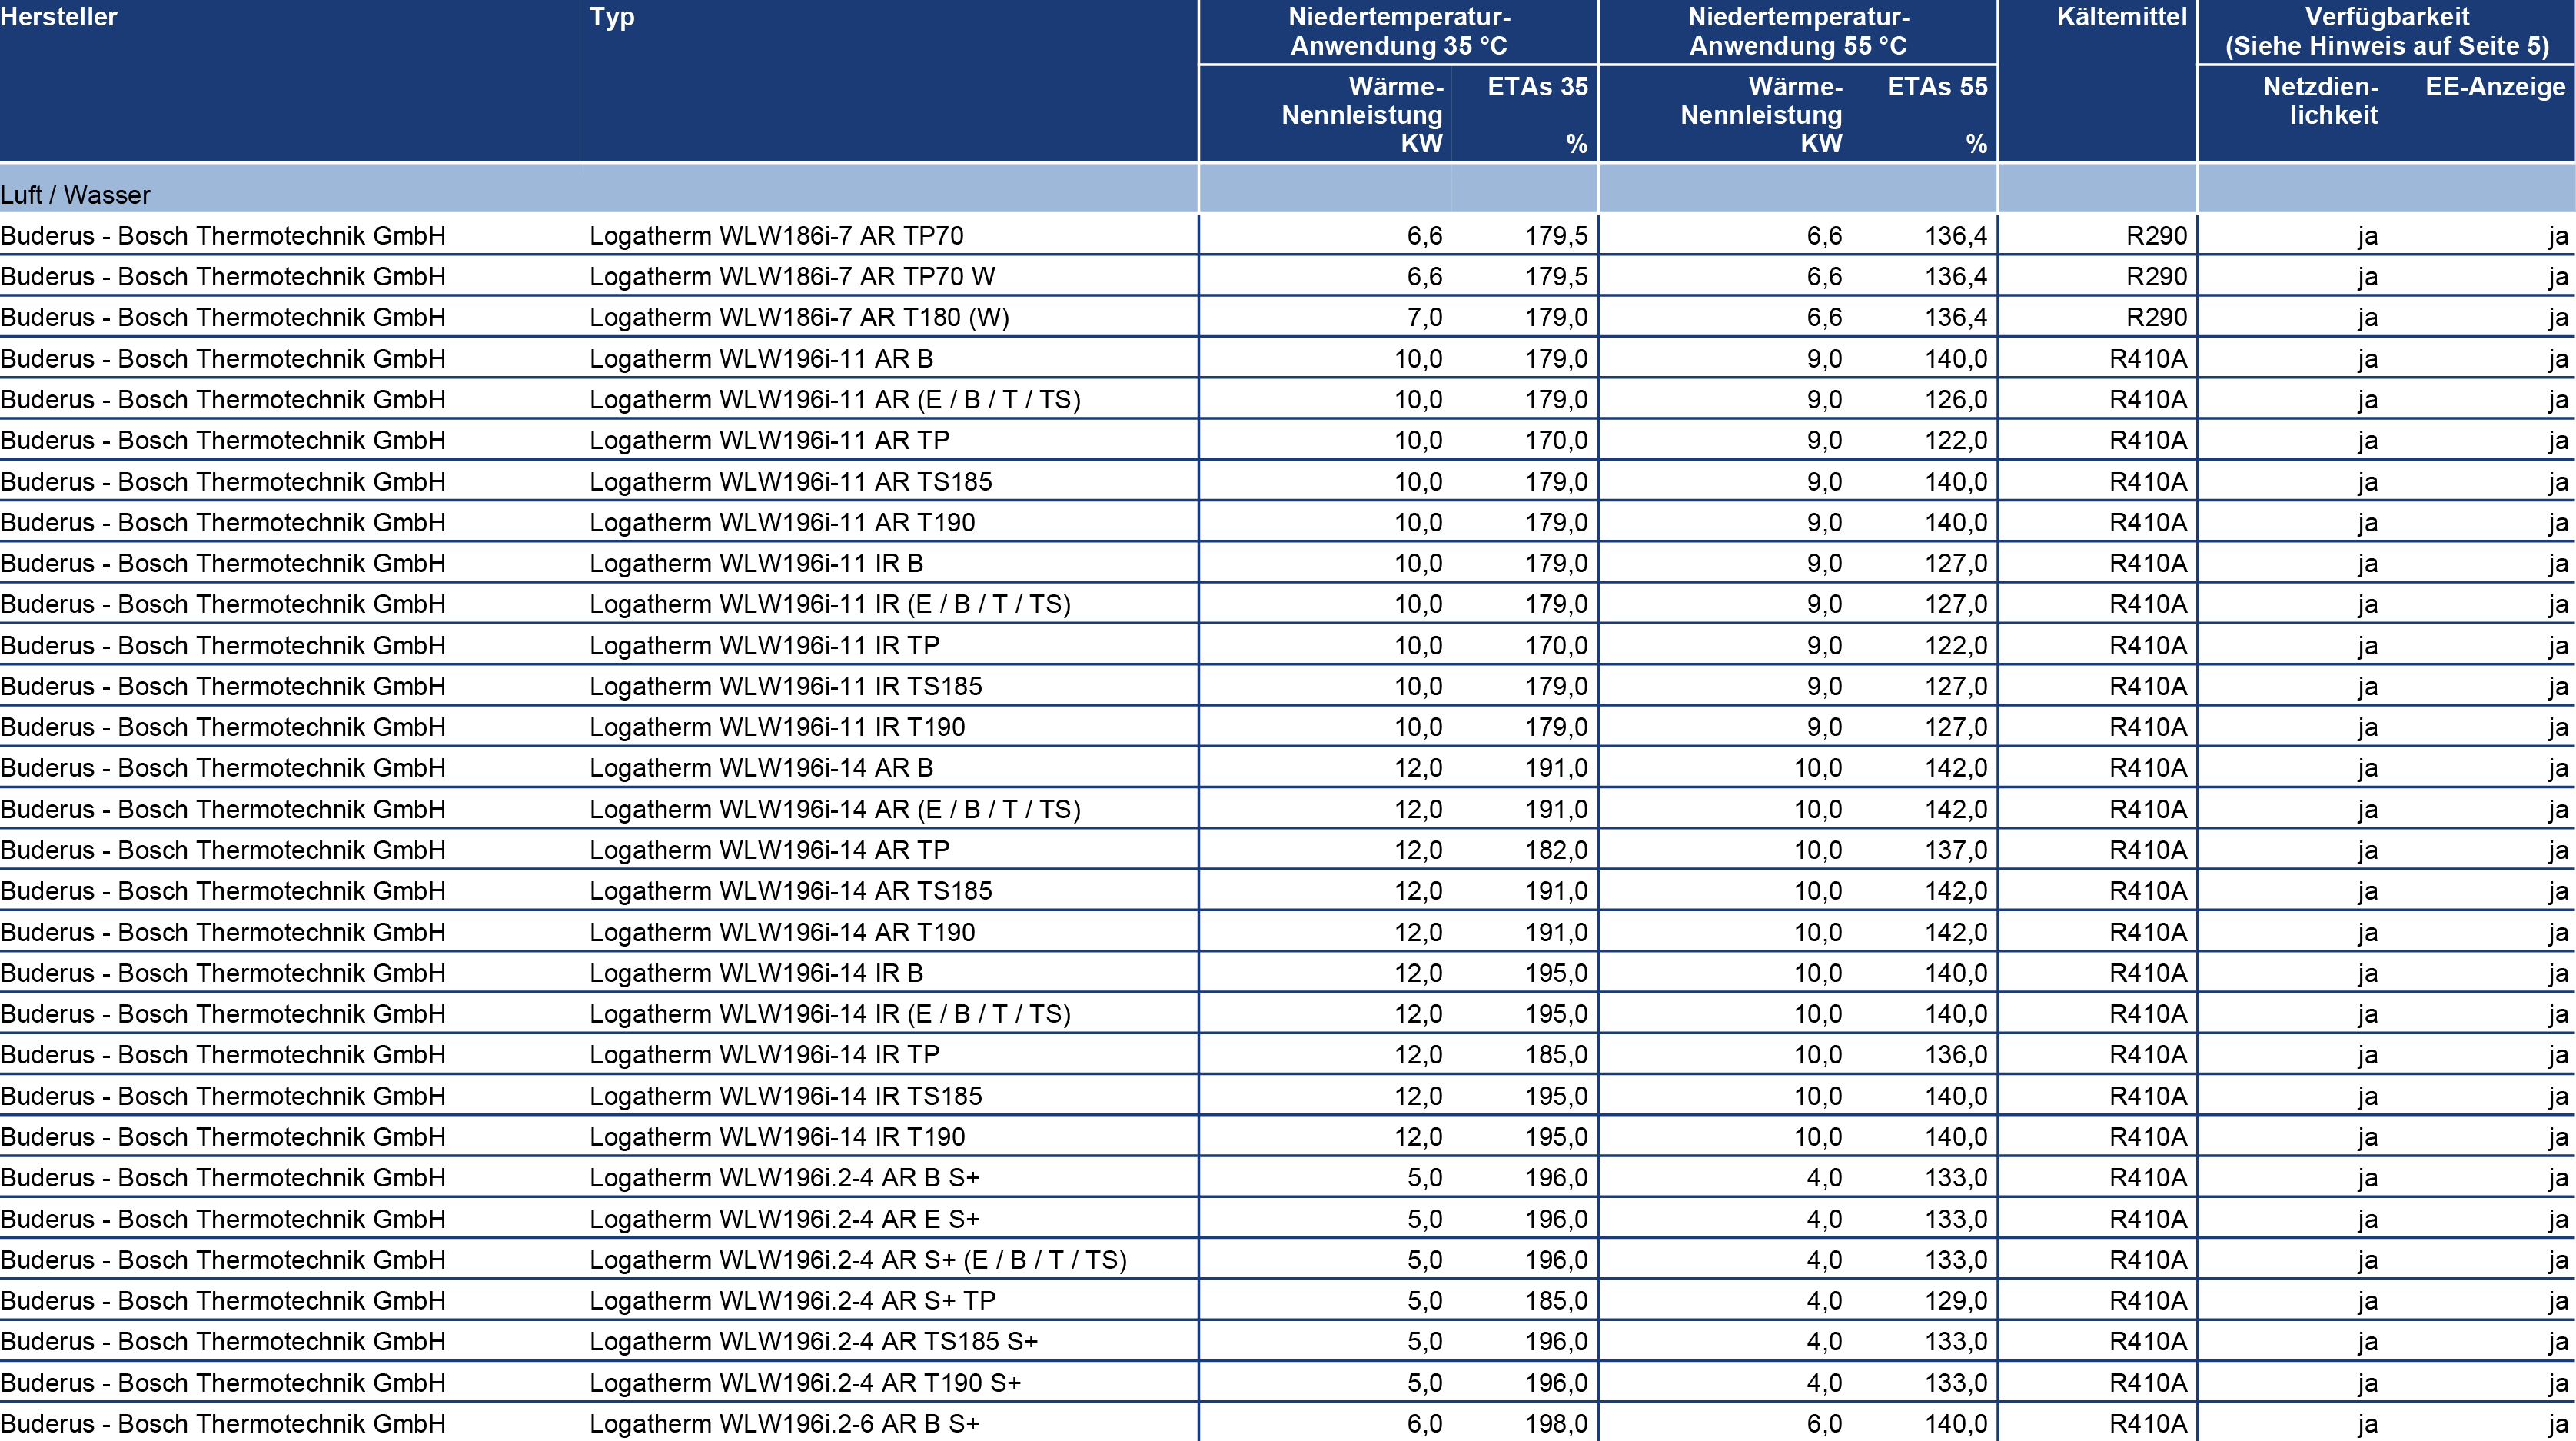 Hersteller Typ Niedertemperatur- Niedertemperatur- Kältemittel Verfügbarkeit
Anwendung 35 °C Anwendung 55 °C (Siehe Hinweis auf Seite 5)
Wärme- ETAs 35 Wärme- ETAs 55 Netzdien- EE-Anzeige
Nennleistung Nennleistung lichkeit
KW % KW %
Luft / Wasser
Buderus - Bosch Thermotechnik GmbH Logatherm WLW186i-7 AR TP70 6,6 179,5 6,6 136,4 R290 ja ja
Buderus - Bosch Thermotechnik GmbH Logatherm WLW186i-7 AR TP70 W 6,6 179,5 6,6 136,4 R290 ja ja
Buderus - Bosch Thermotechnik GmbH Logatherm WLW186i-7 AR T180 (W) 7,0 179,0 6,6 136,4 R290 ja ja
Buderus - Bosch Thermotechnik GmbH Logatherm WLW196i-11 AR B 10,0 179,0 9,0 140,0 R410A ja ja
Buderus - Bosch Thermotechnik GmbH Logatherm WLW196i-11 AR (E / B / T / TS) 10,0 179,0 9,0 126,0 R410A ja ja
Buderus - Bosch Thermotechnik GmbH Logatherm WLW196i-11 AR TP 10,0 170,0 9,0 122,0 R410A ja ja
Buderus - Bosch Thermotechnik GmbH Logatherm WLW196i-11 AR TS185 10,0 179,0 9,0 140,0 R410A ja ja
Buderus - Bosch Thermotechnik GmbH Logatherm WLW196i-11 AR T190 10,0 179,0 9,0 140,0 R410A ja ja
Buderus - Bosch Thermotechnik GmbH Logatherm WLW196i-11 IR B 10,0 179,0 9,0 127,0 R410A ja ja
Buderus - Bosch Thermotechnik GmbH Logatherm WLW196i-11 IR (E / B / T / TS) 10,0 179,0 9,0 127,0 R410A ja ja
Buderus - Bosch Thermotechnik GmbH Logatherm WLW196i-11 IR TP 10,0 170,0 9,0 122,0 R410A ja ja
Buderus - Bosch Thermotechnik GmbH Logatherm WLW196i-11 IR TS185 10,0 179,0 9,0 127,0 R410A ja ja
Buderus - Bosch Thermotechnik GmbH Logatherm WLW196i-11 IR T190 10,0 179,0 9,0 127,0 R410A ja ja
Buderus - Bosch Thermotechnik GmbH Logatherm WLW196i-14 AR B 12,0 191,0 10,0 142,0 R410A ja ja
Buderus - Bosch Thermotechnik GmbH Logatherm WLW196i-14 AR (E / B / T / TS) 12,0 191,0 10,0 142,0 R410A ja ja
Buderus - Bosch Thermotechnik GmbH Logatherm WLW196i-14 AR TP 12,0 182,0 10,0 137,0 R410A ja ja
Buderus - Bosch Thermotechnik GmbH Logatherm WLW196i-14 AR TS185 12,0 191,0 10,0 142,0 R410A ja ja
Buderus - Bosch Thermotechnik GmbH Logatherm WLW196i-14 AR T190 12,0 191,0 10,0 142,0 R410A ja ja
Buderus - Bosch Thermotechnik GmbH Logatherm WLW196i-14 IR B 12,0 195,0 10,0 140,0 R410A ja ja
Buderus - Bosch Thermotechnik GmbH Logatherm WLW196i-14 IR (E / B / T / TS) 12,0 195,0 10,0 140,0 R410A ja ja
Buderus - Bosch Thermotechnik GmbH Logatherm WLW196i-14 IR TP 12,0 185,0 10,0 136,0 R410A ja ja
Buderus - Bosch Thermotechnik GmbH Logatherm WLW196i-14 IR TS185 12,0 195,0 10,0 140,0 R410A ja ja
Buderus - Bosch Thermotechnik GmbH Logatherm WLW196i-14 IR T190 12,0 195,0 10,0 140,0 R410A ja ja
Buderus - Bosch Thermotechnik GmbH Logatherm WLW196i.2-4 AR B S+ 5,0 196,0 4,0 133,0 R410A ja ja
Buderus - Bosch Thermotechnik GmbH Logatherm WLW196i.2-4 AR E S+ 5,0 196,0 4,0 133,0 R410A ja ja
Buderus - Bosch Thermotechnik GmbH Logatherm WLW196i.2-4 AR S+ (E / B / T / TS) 5,0 196,0 4,0 133,0 R410A ja ja
Buderus - Bosch Thermotechnik GmbH Logatherm WLW196i.2-4 AR S+ TP 5,0 185,0 4,0 129,0 R410A ja ja
Buderus - Bosch Thermotechnik GmbH Logatherm WLW196i.2-4 AR TS185 S+ 5,0 196,0 4,0 133,0 R410A ja ja
Buderus - Bosch Thermotechnik GmbH Logatherm WLW196i.2-4 AR T190 S+ 5,0 196,0 4,0 133,0 R410A ja ja
Buderus - Bosch Thermotechnik GmbH Logatherm WLW196i.2-6 AR B S+ 6,0 198,0 6,0 140,0 R410A ja ja